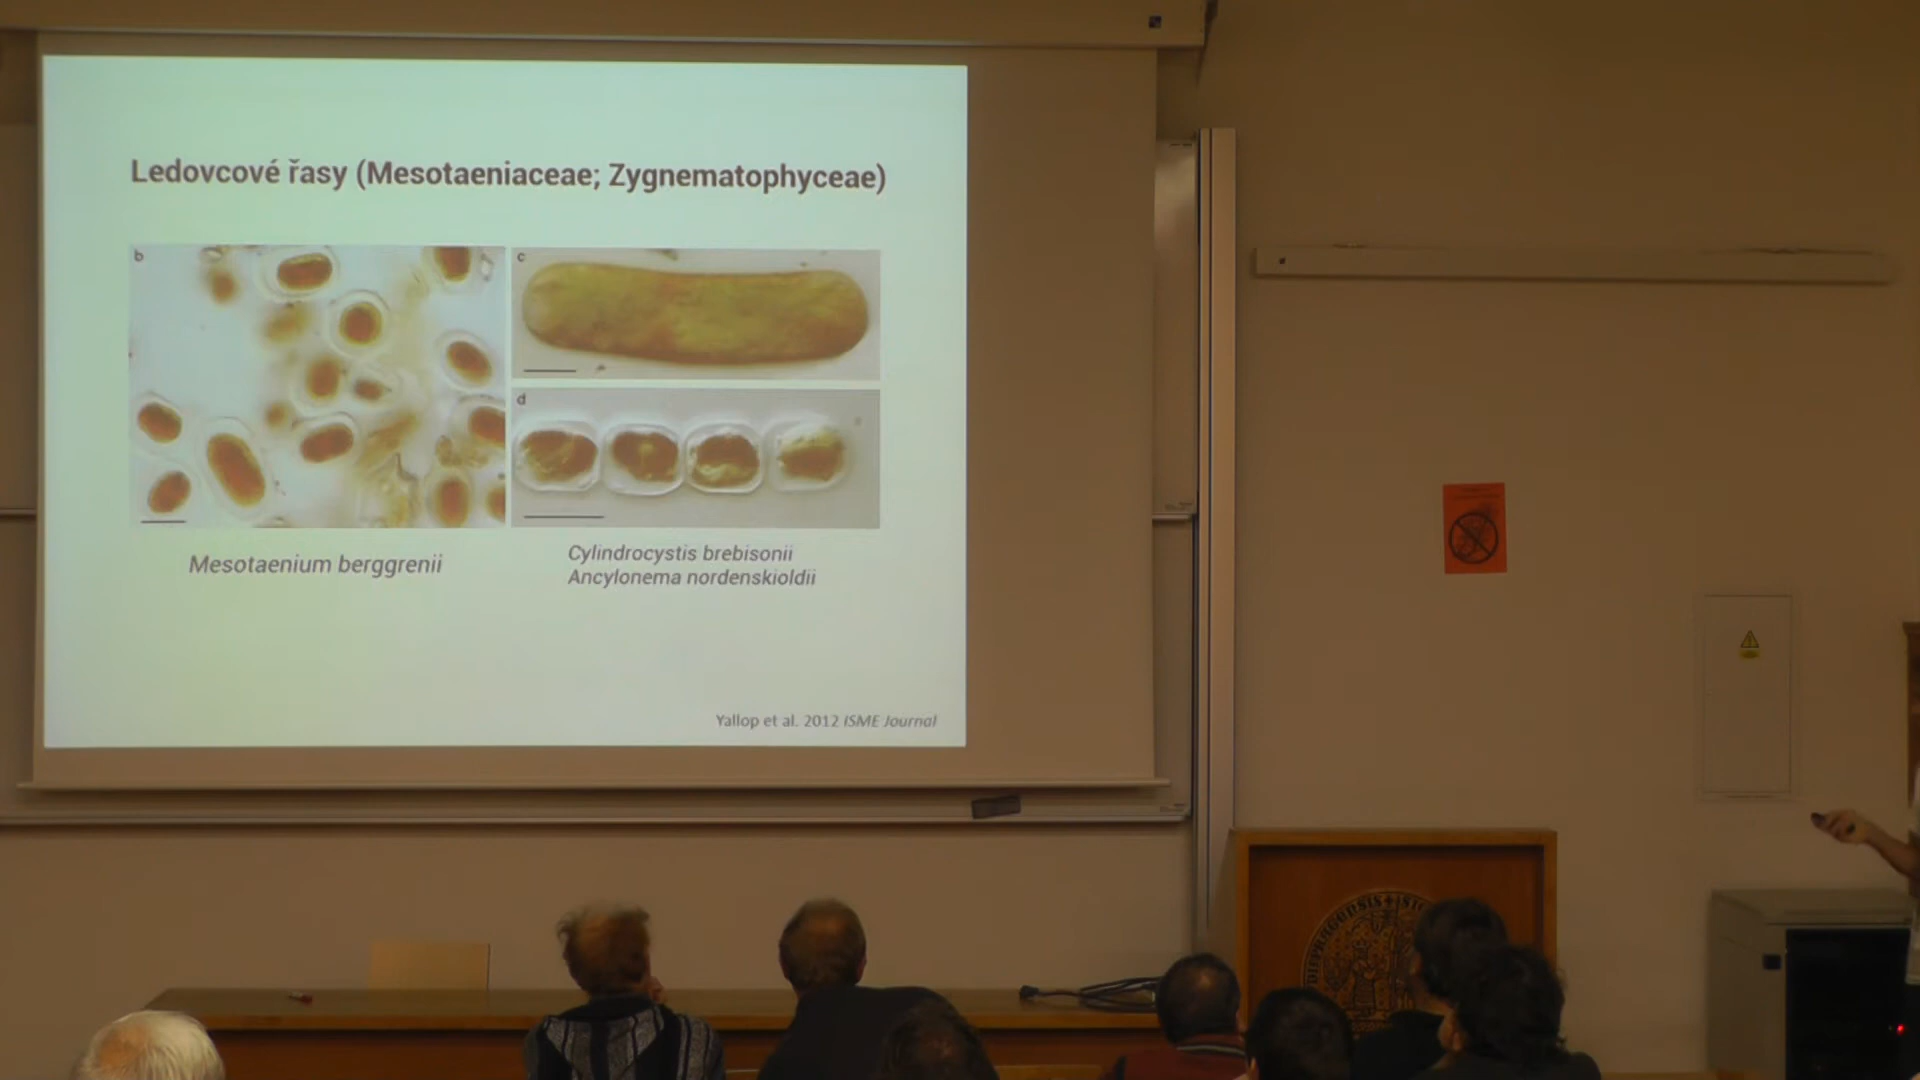 Ledovcové řasy (Mesotaeniaceae; Zygnematophyceae)
b
c
d
Mesotaenium berggrenii
Cylindrocystis brebisonii
Ancylonema nordenskioldii
Yallop et al. 2012 ISME Journal